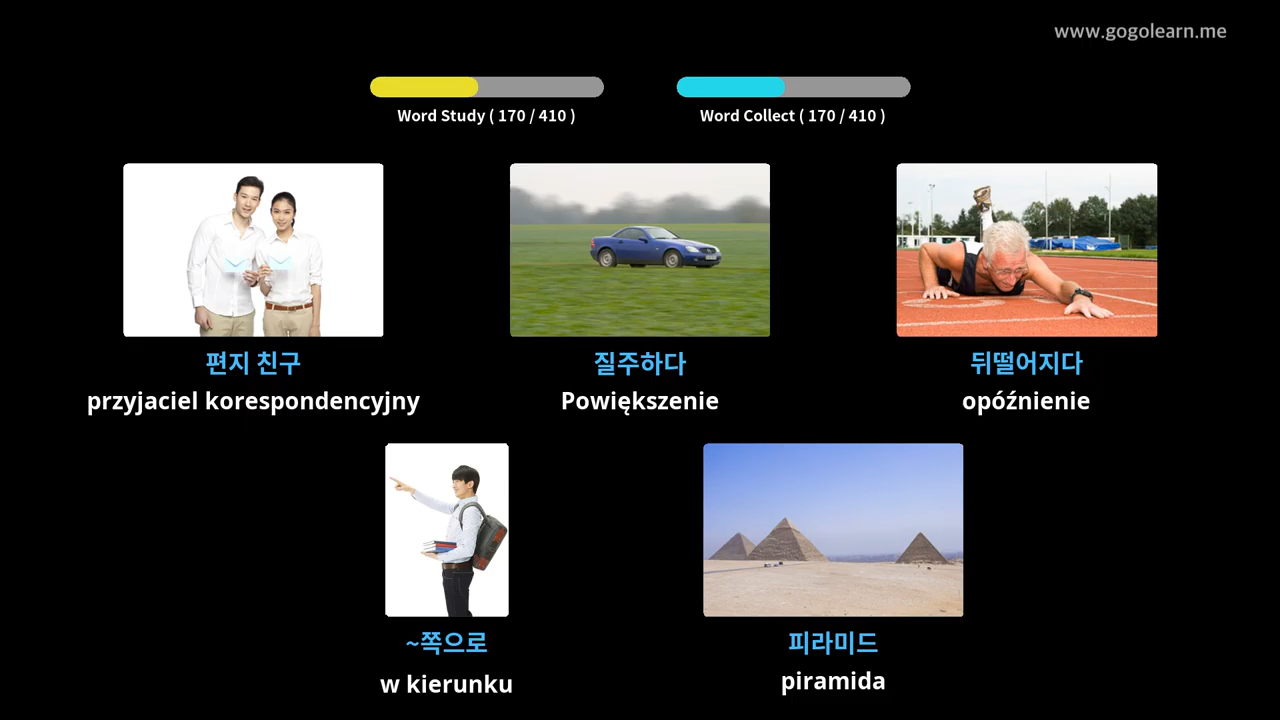 www.gogolearn.me
Word Study ( 170 / 410 )
Word Collect ( 170 / 410 )
편지 친구
przyjaciel korespondencyjny
질주하다
Powiększenie
뒤떨어지다
opóźnienie
~쪽으로
w kierunku
피라미드
piramida